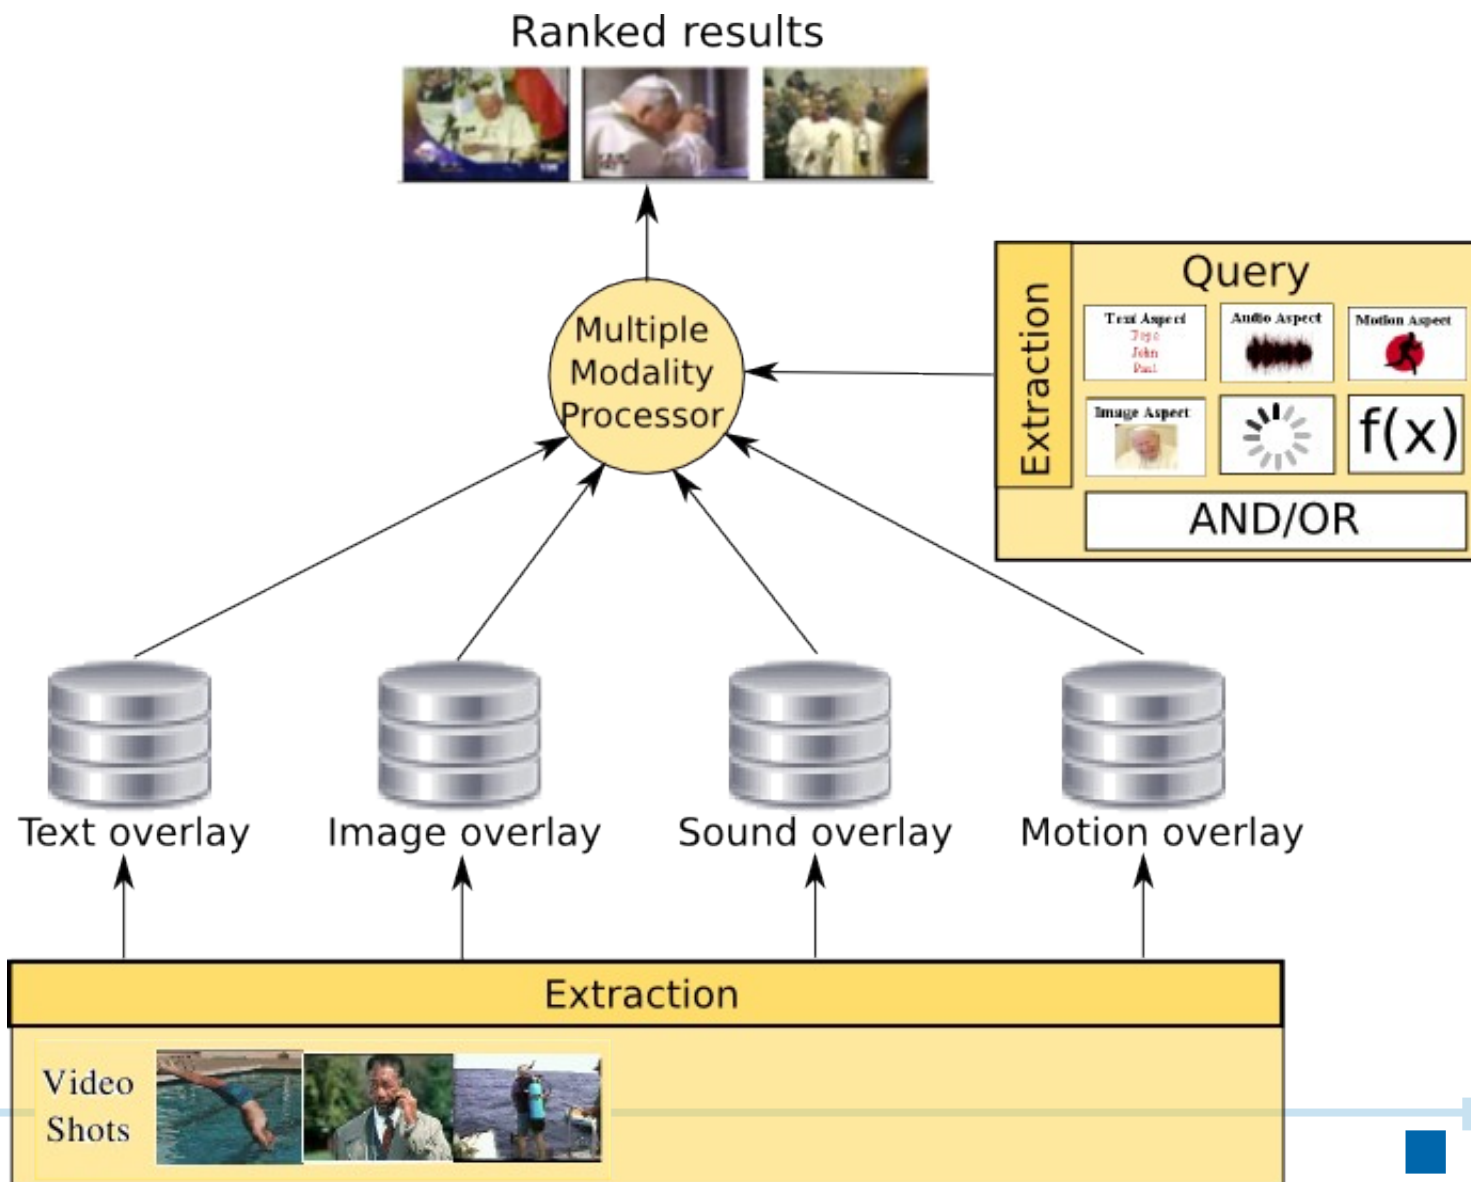 Ranked results
Multiple
Modality
Processor
Extraction
Query
Text Aspect
Pope
John
Paul
Audio Aspect
Motion Aspect
Image Aspect
f(x)
AND/OR
Text overlay
Image overlay
Sound overlay
Motion overlay
Extraction
Video
Shots